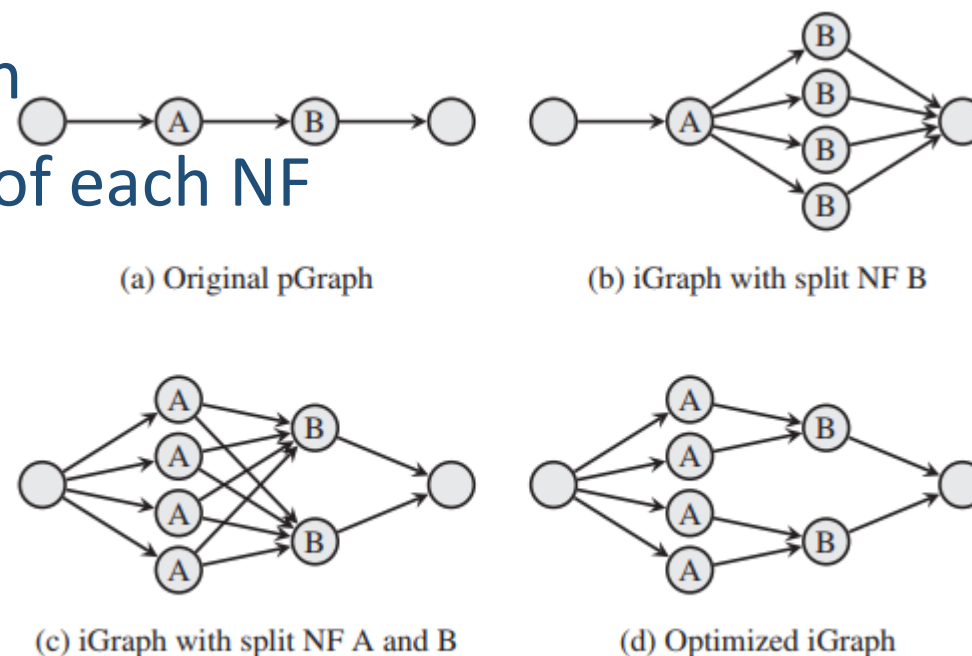 n
of each NF
A
B
(a) Original pGraph
A
B
B
B
B
(b) iGraph with split NF B
A
A
A
A
B
B
(c) iGraph with split NF A and B
A
A
A
A
B
B
(d) Optimized iGraph